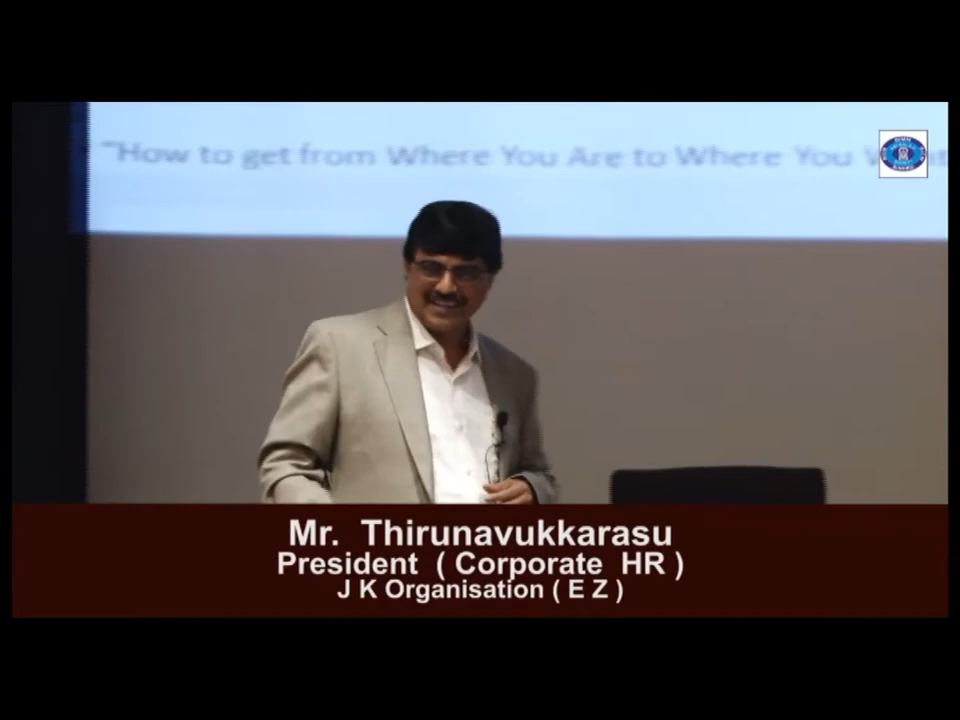 "How to get from Where You Are to Where You
Mr. Thirunavukkarasu
President ( Corporate HR )
J K Organisation ( E Z )